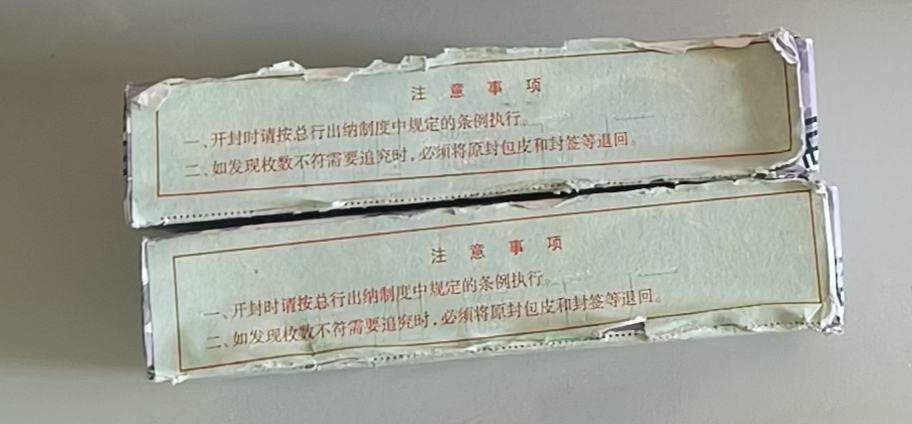 注意事项
一、开封时请按总行出纳制度中规定的条例执行。
二、如发现枚数不符需要追究时，必须将原封包皮和封签等退回。
注意事项
一、开封时请按总行出纳制度中规定的条例执行。
二、如发现枚数不符需要追究时，必须将原封包皮和封签等退回。